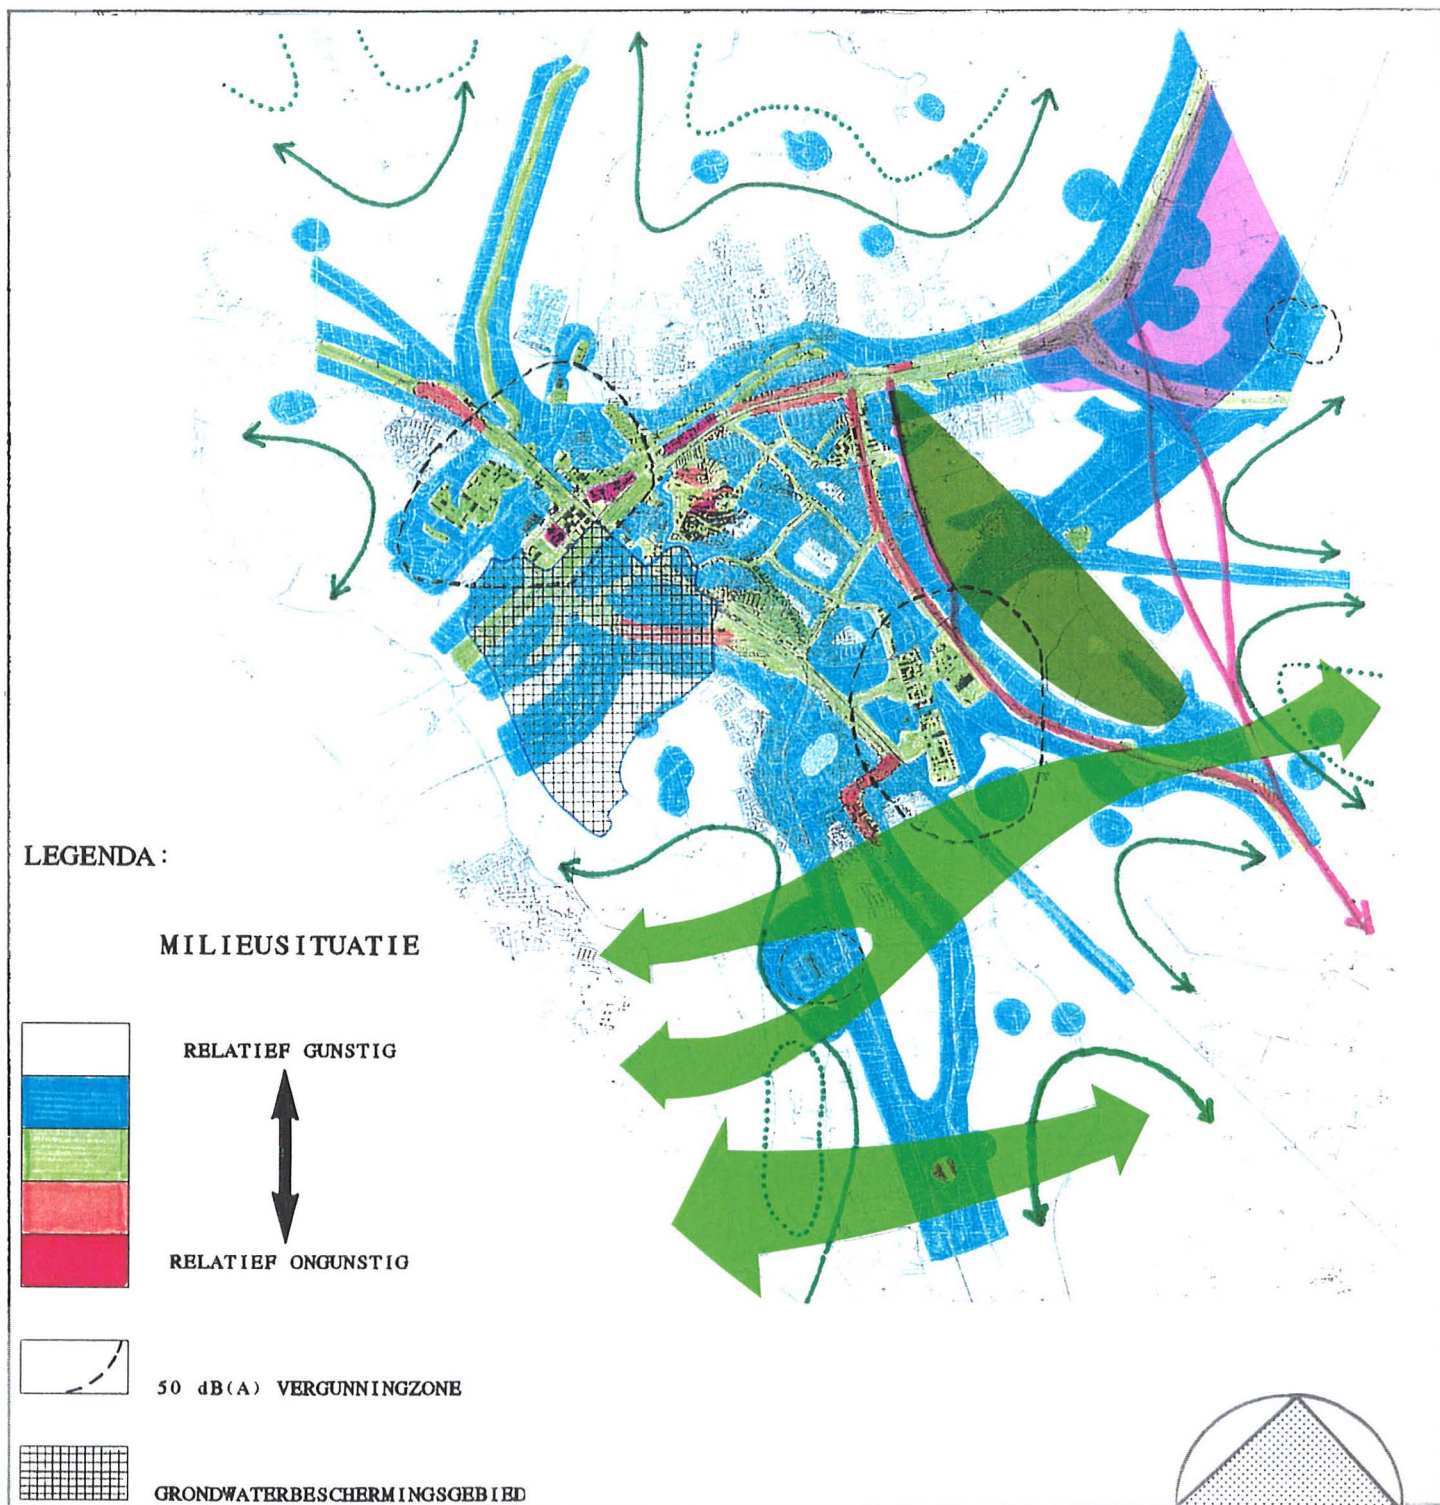 LEGENDA:
MILIEUSITUATIE
RELATIEF GUNSTIG
RELATIEF ONGUNSTIG
50 dB(A) VERGUNNINGZONE
GRONDWATERBESCHERMINGSGEBIED